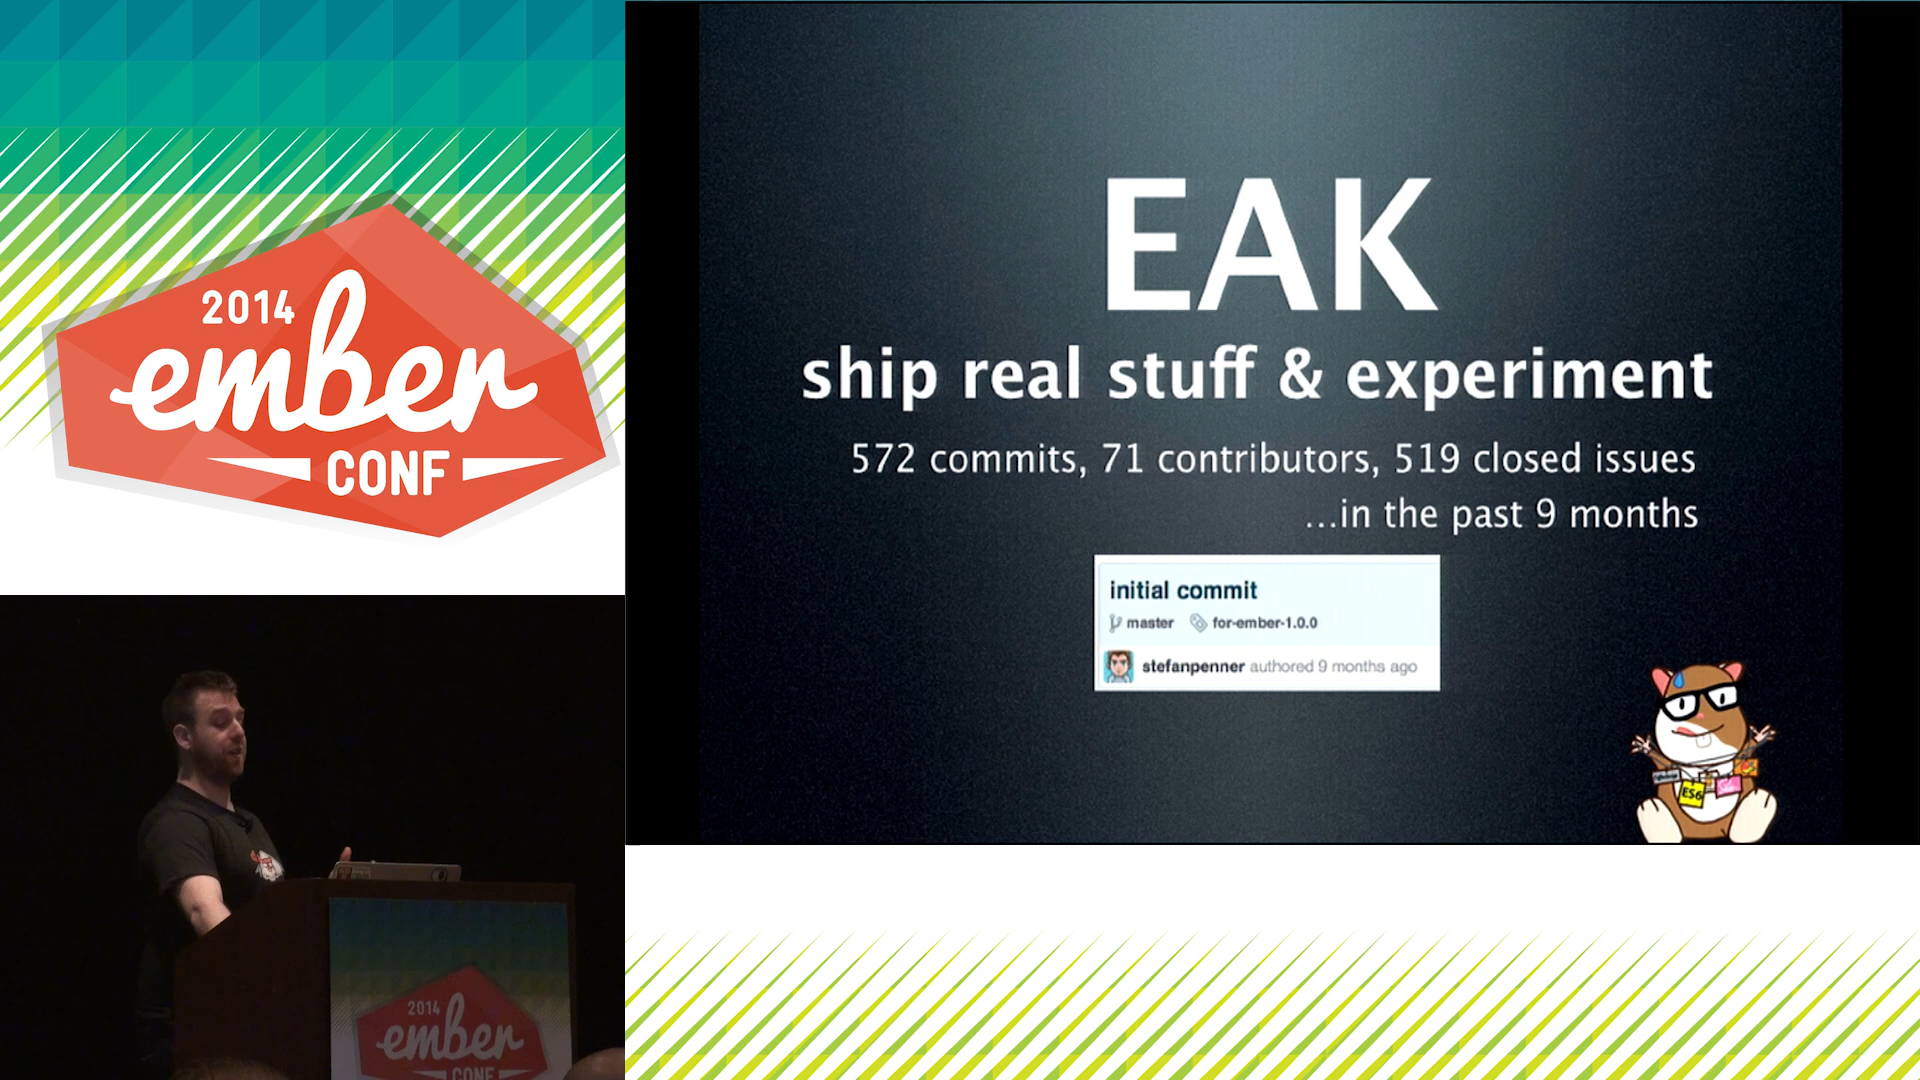 2014
ember
CONF
EAK
ship real stuff & experiment
572 commits, 71 contributors, 519 closed issues
...in the past 9 months
initial commit
master for-ember-1.0.0
stefanpenner authored 9 months ago
ES6
2014
ember
CONF